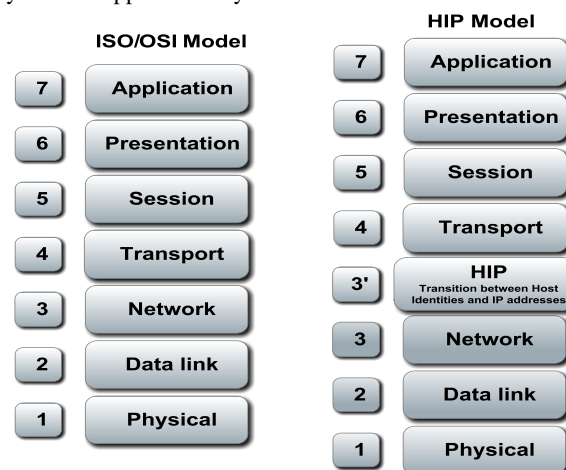 HIP Model
ISO/OSI Model
7 Application
6 Presentation
5 Session
4 Transport
3 Network
2 Data link
1 Physical
7 Application
6 Presentation
5 Session
4 Transport
3' HIP
Transition between Host
Identities and IP addresses
3 Network
2 Data link
1 Physical